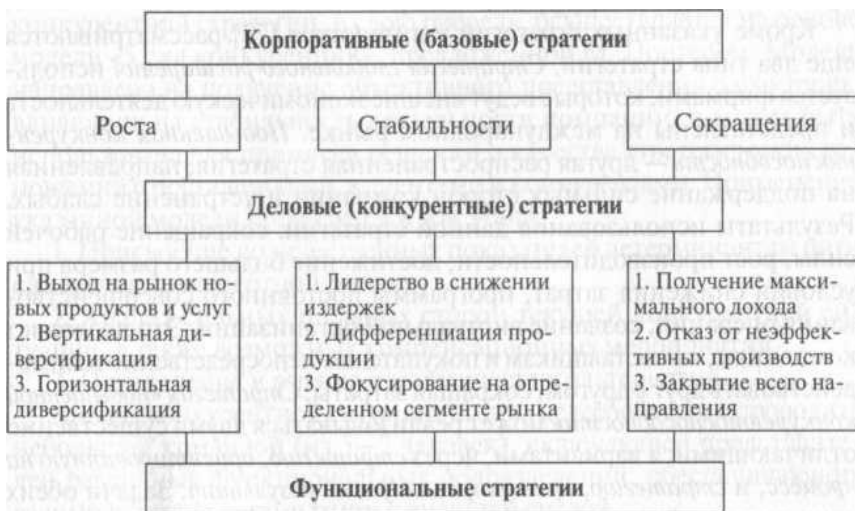 Корпоративные (базовые) стратегии
Роста
Стабильности
Сокращения
Деловые (конкурентные) стратегии
1. Выход на рынок но-
вых продуктов и услуг
2. Вертикальная ди-
версификация
3. Горизонтальная
диверсификация
1. Лидерство в снижении
издержек
2. Дифференциация про-
дукции
3. Фокусирование на опре-
деленном сегменте рынка
1. Получение макси-
мального дохода
2. Отсев неэффек-
тивных производств
3. Закрытие всего на-
правления
Функциональные стратегии